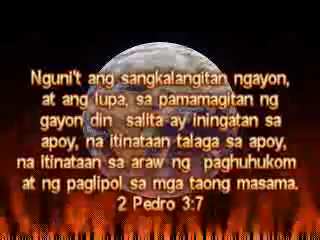 Nguni't ang sangkalangitan ngayon,
at ang lupa, sa pamamagitan ng
gayon din salita ay iningatan sa
apoy, na itinataan talaga sa apoy,
na itinataan sa araw ng paghuhukom
at ng paglipol sa mga taong masama.
2 Pedro 3:7